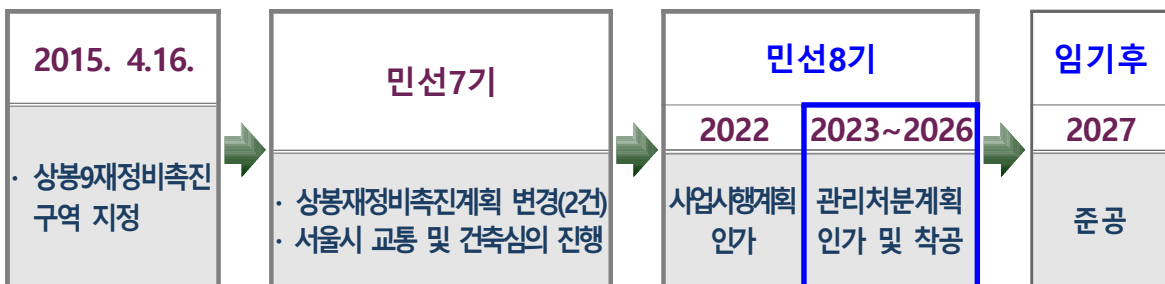 2015. 4.16.
· 상봉9재정비촉진
구역 지정
민선7기
· 상봉재정비촉진계획 변경(2건)
· 서울시 교통 및 건축심의 진행
민선8기
2022
사업시행계획
인가
2023~2026
관리처분계획
인가 및 착공
임기후
2027
준공